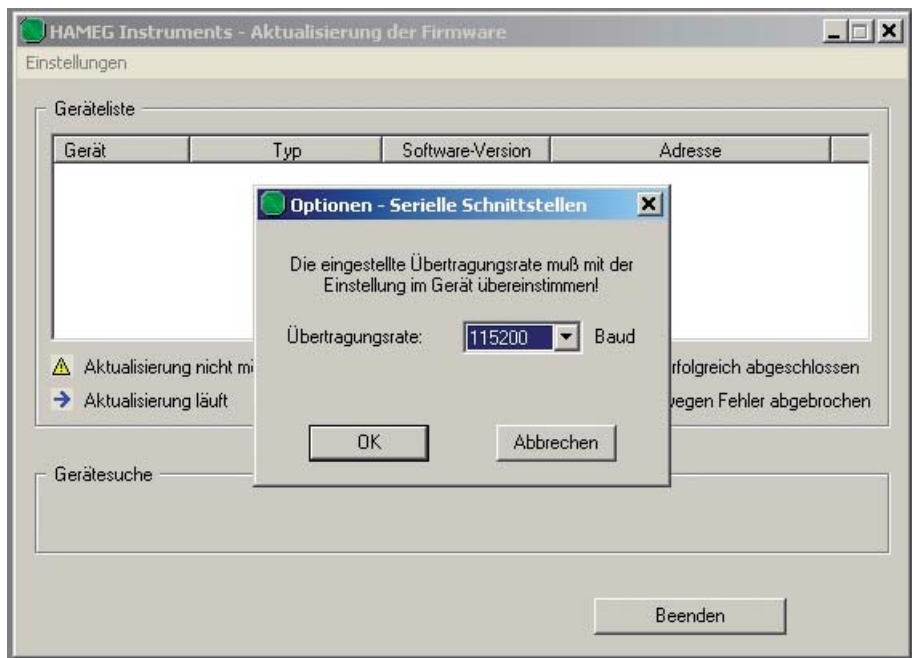 HAMEG Instruments - Aktualisierung der Firmware
Einstellungen
Geräteliste
Gerät Typ Software-Version Adresse
Optionen - Serielle Schnittstellen
Die eingestellte Übertragungsrate muß mit der
Einstellung im Gerät übereinstimmen!
Übertragungsrate: 115200 Baud
OK Abbrechen
Aktualisierung nicht mö
rfolgreich abgeschlossen
Aktualisierung läuft
wegen Fehler abgebrochen
Gerätesuche
Beenden